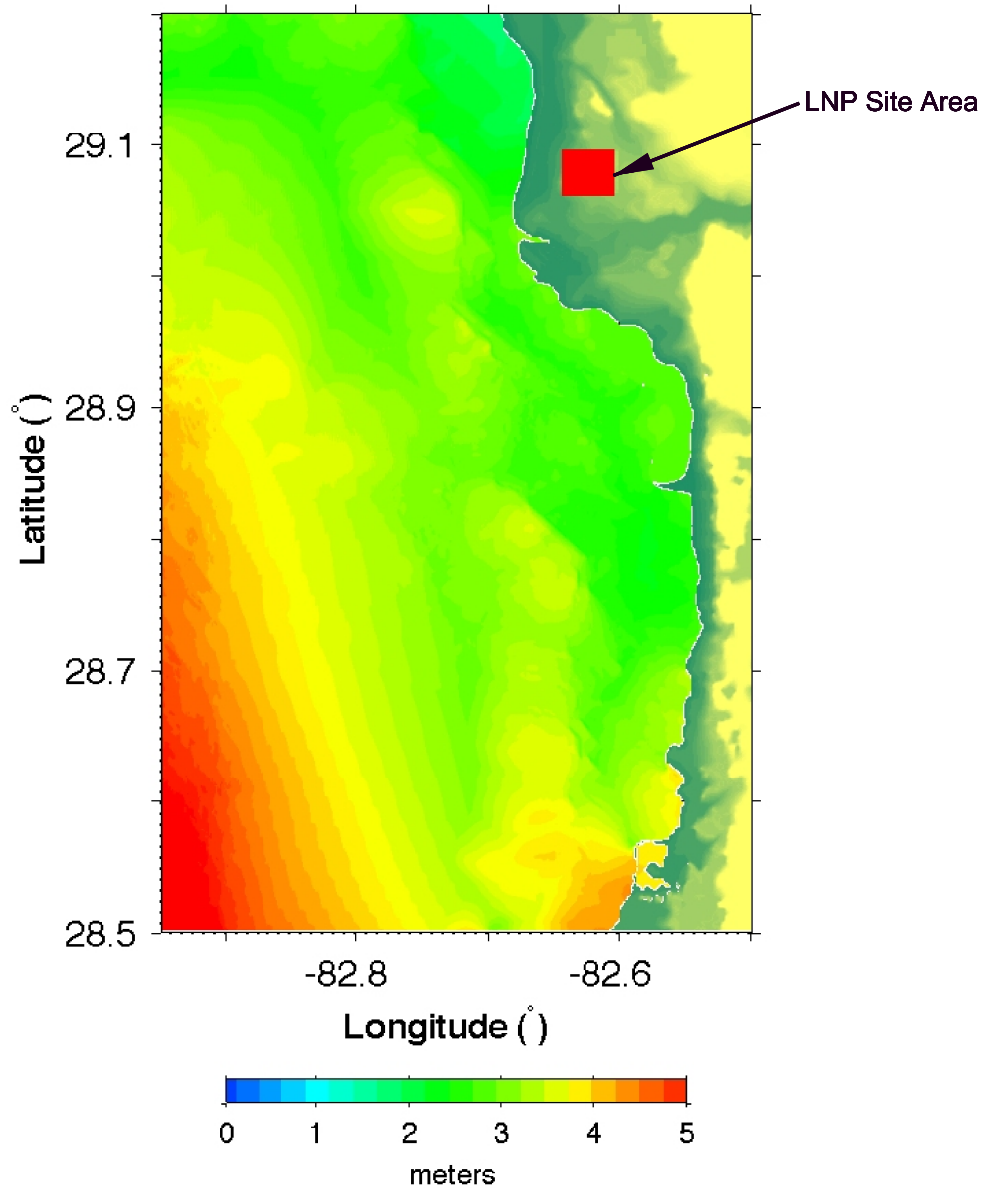 LNP Site Area
29.1
28.9
28.7
28.5
Latitude (°)
-82.8 -82.6
Longitude (°)
0 1 2 3 4 5
meters